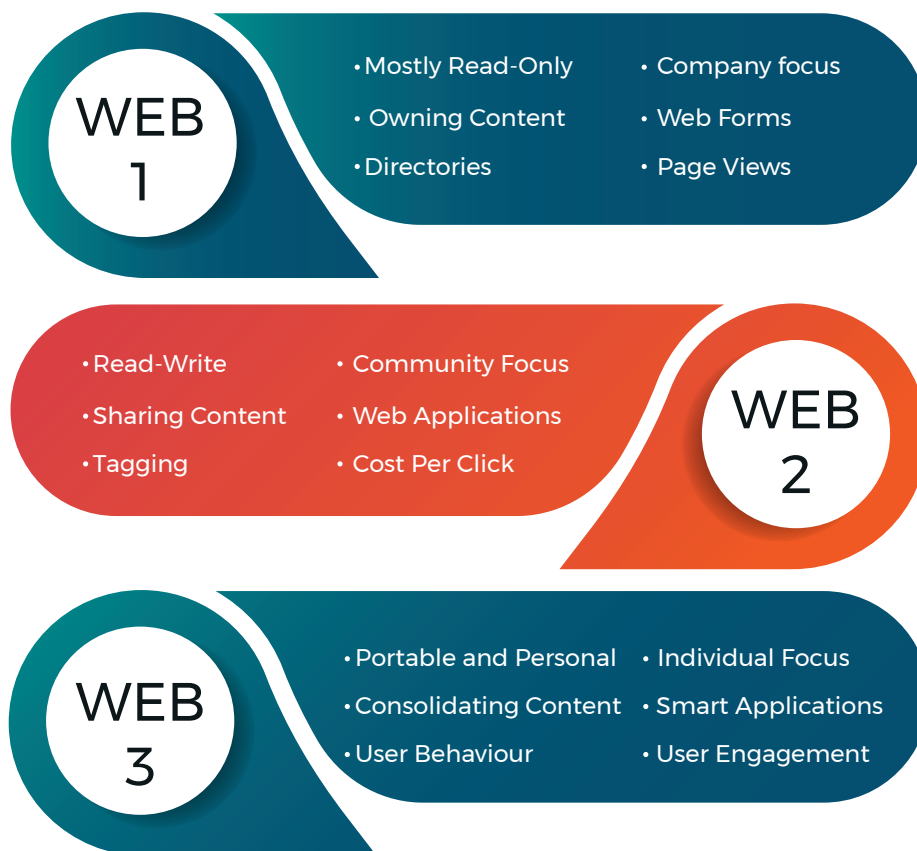 WEB
1
• Mostly Read-Only
• Owning Content
• Directories
• Company focus
• Web Forms
• Page Views
• Read-Write
• Sharing Content
• Tagging
• Community Focus
• Web Applications
• Cost Per Click
WEB
2
WEB
3
• Portable and Personal
• Consolidating Content
• User Behaviour
• Individual Focus
• Smart Applications
• User Engagement